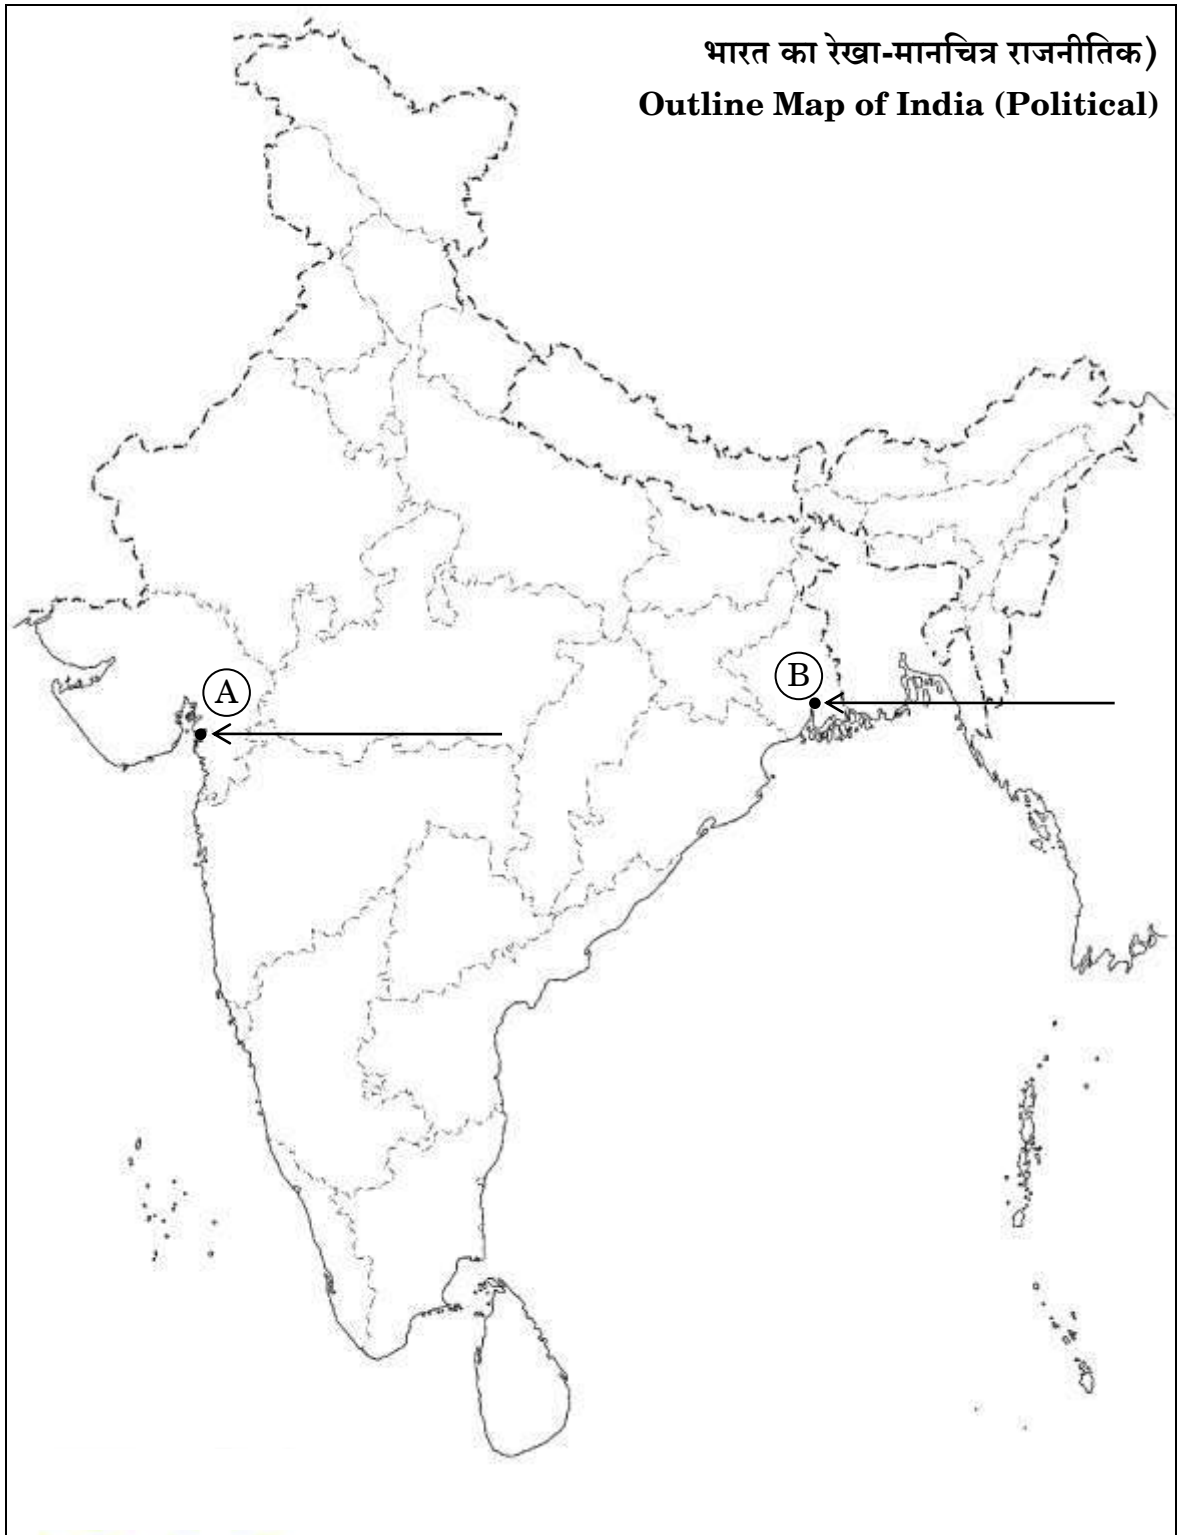 भारत का रेखा-मानचित्र राजनीतिक)
Outline Map of India (Political)
B
A